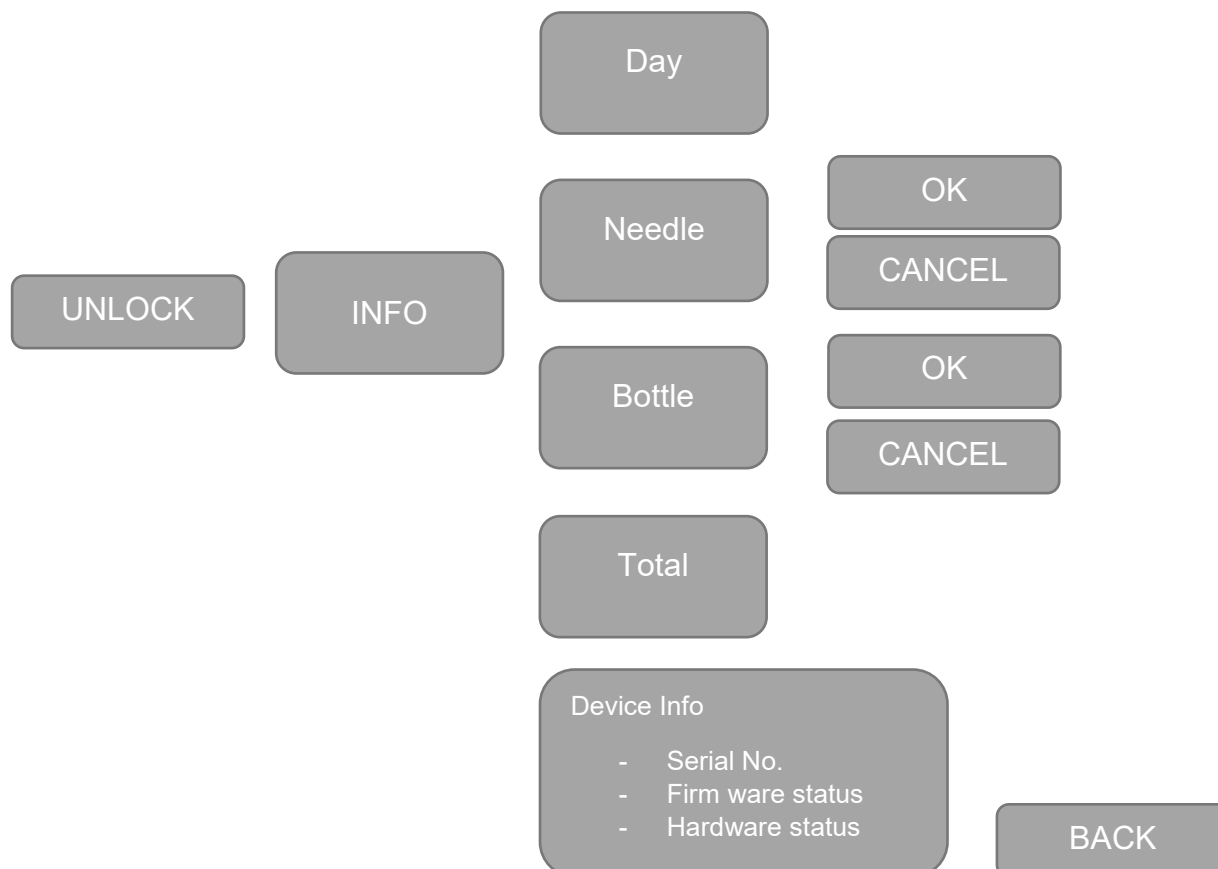 Day
Needle
OK
CANCEL
UNLOCK
INFO
Bottle
OK
CANCEL
Total
Device Info
- Serial No.
- Firm ware status
- Hardware status
BACK